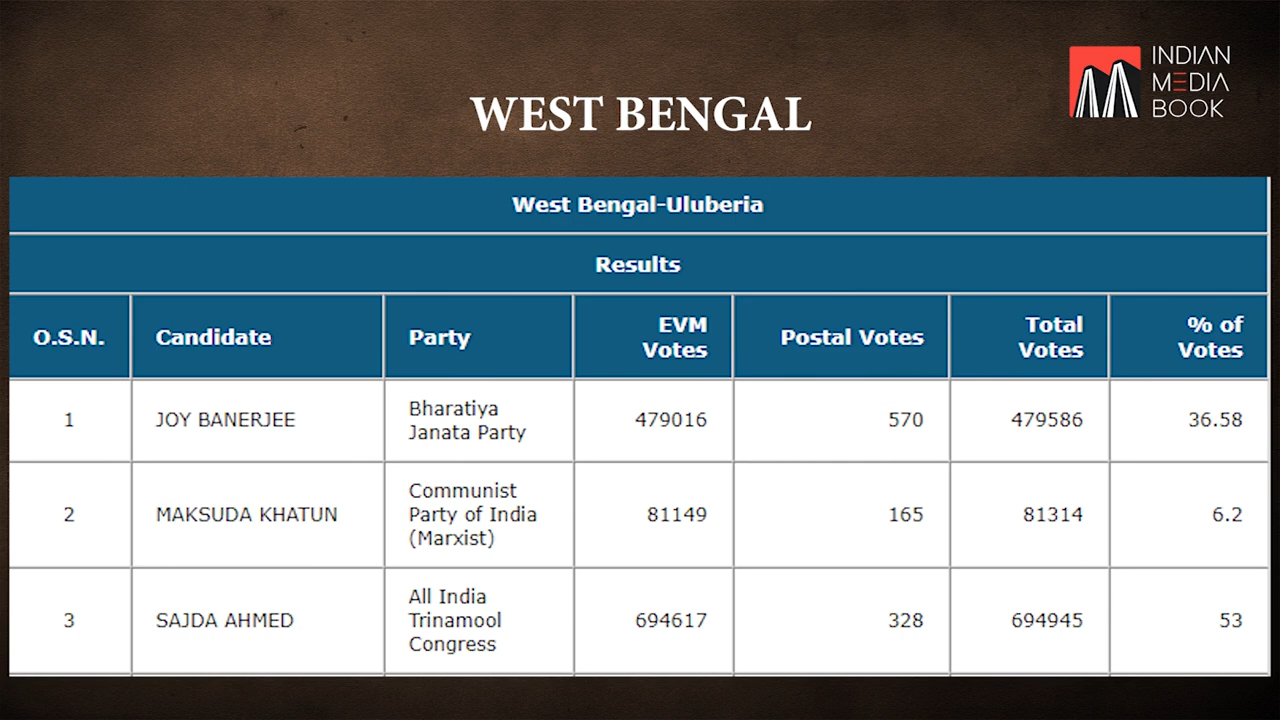 INDIAN
MEDIA
BOOK
WEST BENGAL
West Bengal-Uluberia
Results
O.S.N. Candidate Party EVM Votes Postal Votes Total Votes % of Votes
1 JOY BANERJEE Bharatiya Janata Party 479016 570 479586 36.58
2 MAKSUDA KHATUN Communist Party of India (Marxist) 81149 165 81314 6.2
3 SAJDA AHMED All India Trinamool Congress 694617 328 694945 53